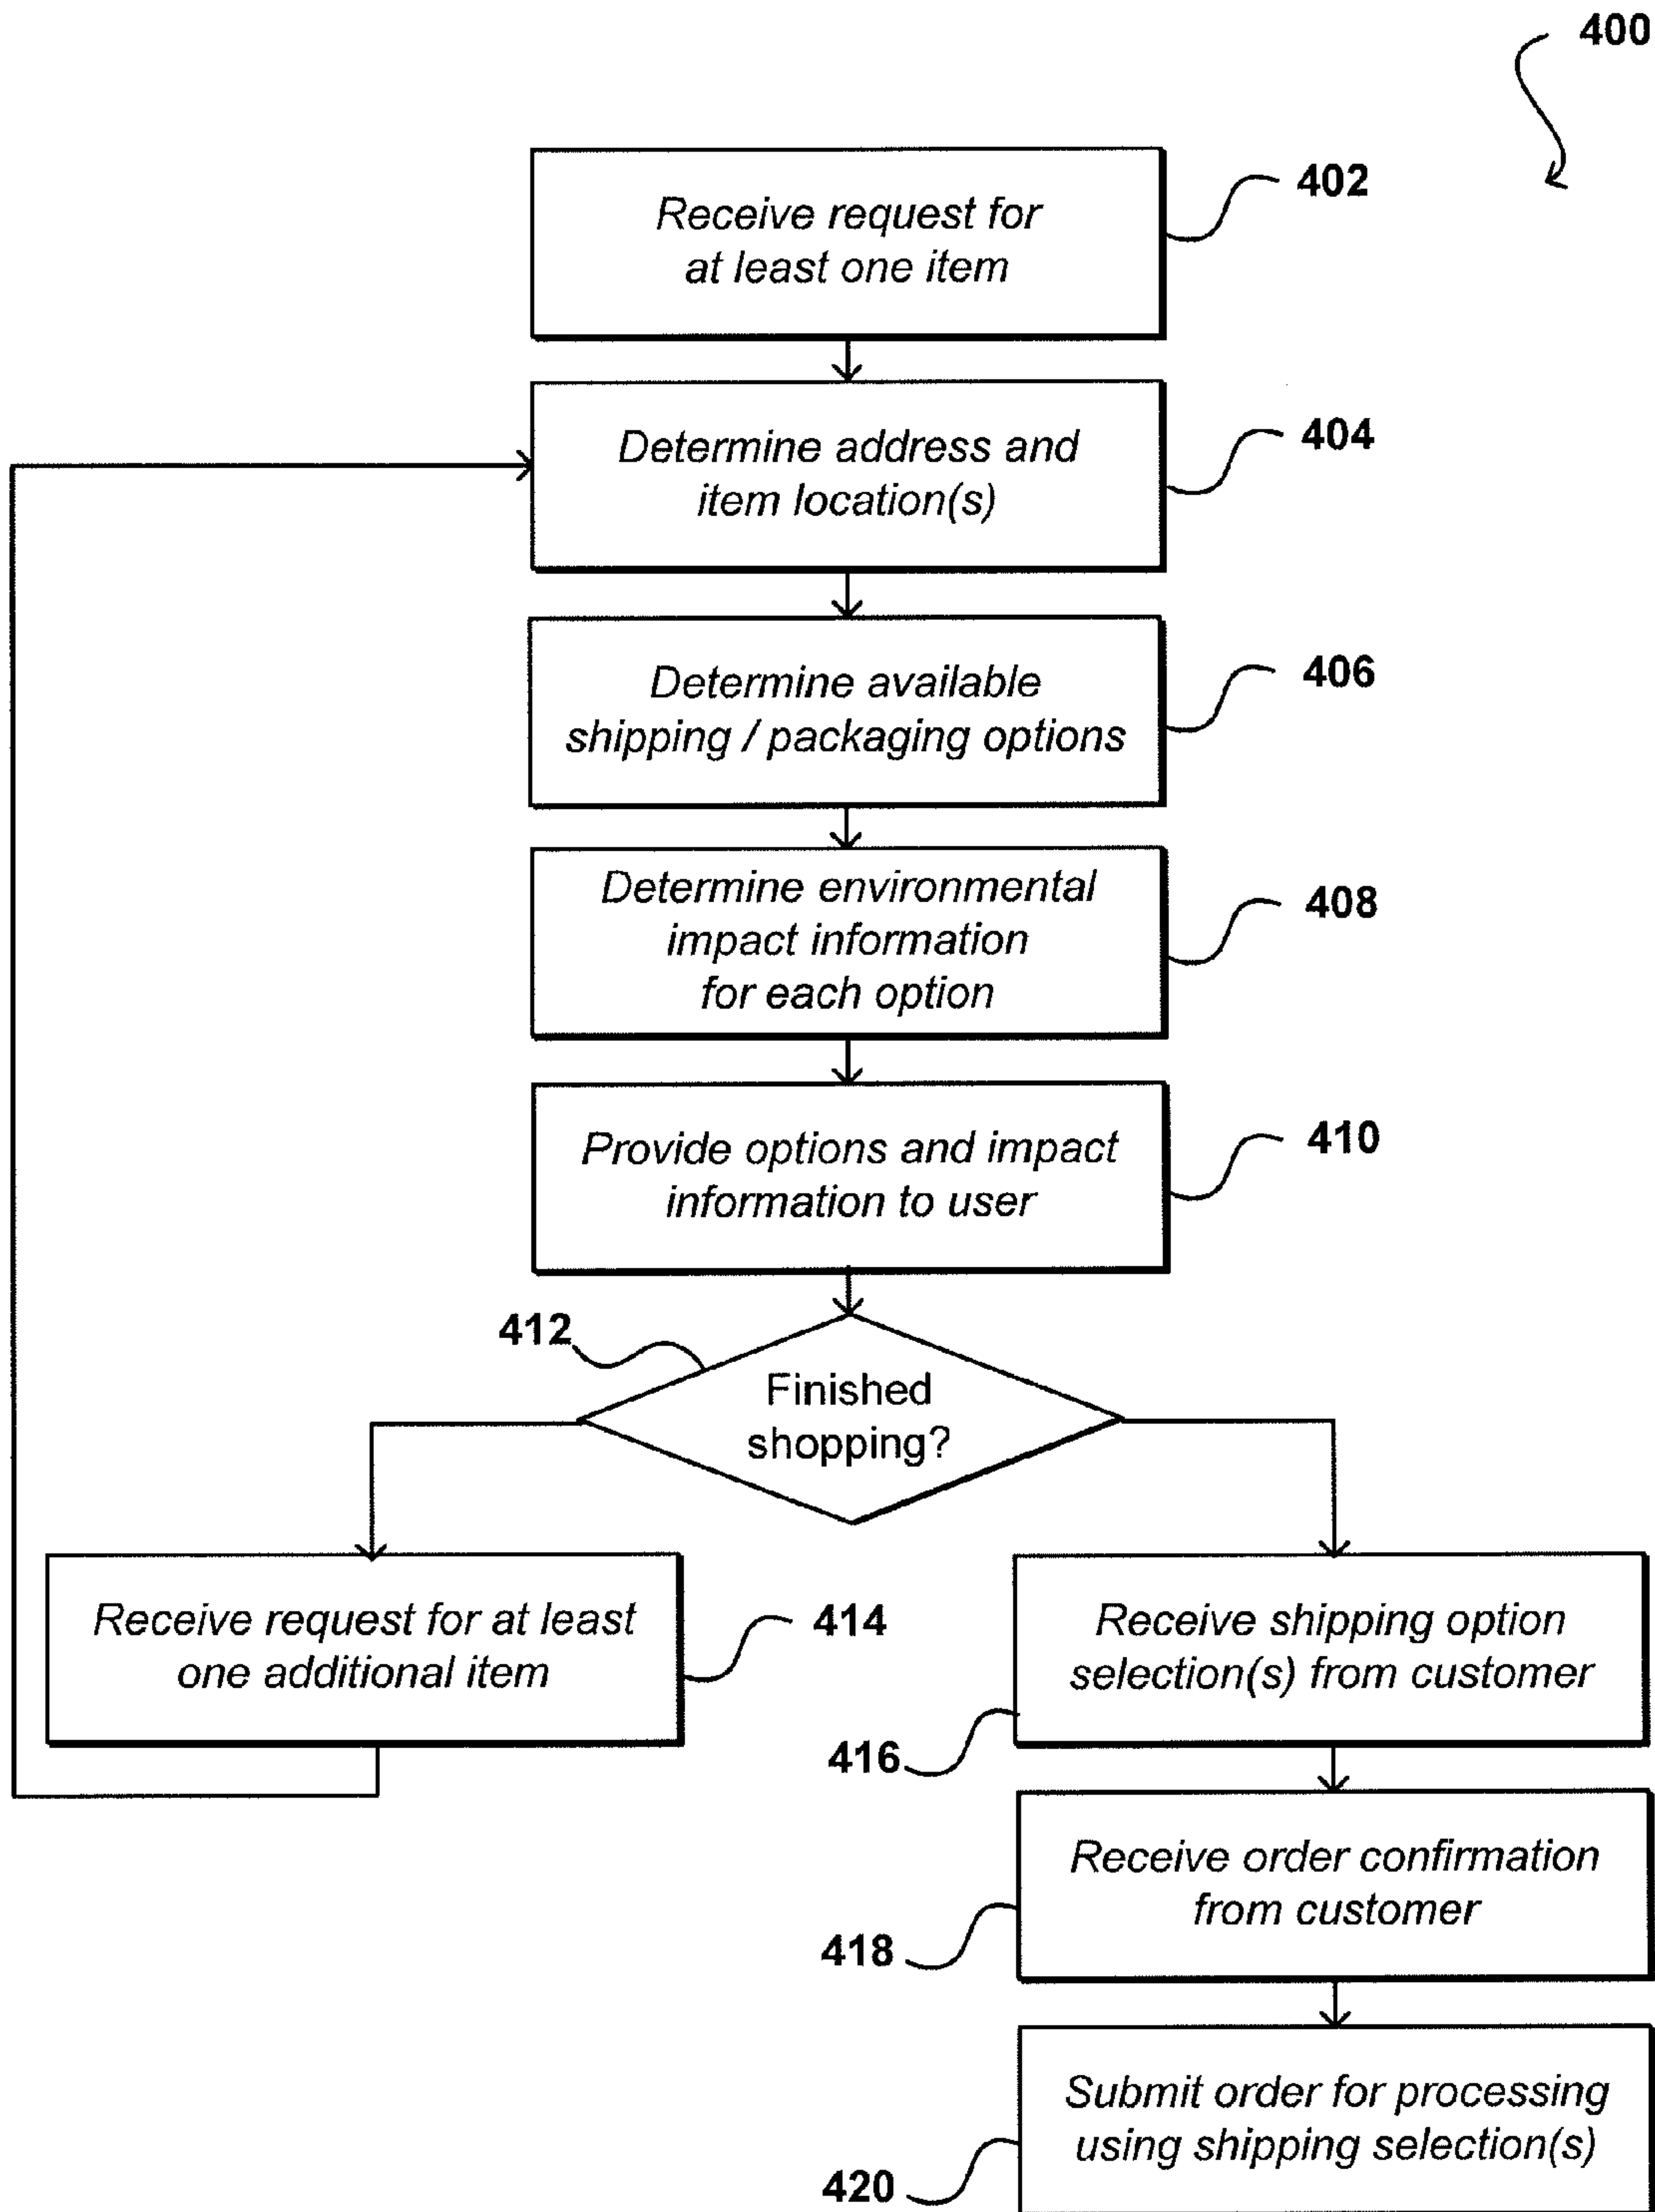 400
Receive request for
at least one item
402
Determine address and
item location(s)
404
Determine available
shipping / packaging options
406
Determine environmental
impact information
for each option
408
Provide options and impact
information to user
410
412
Finished
shopping?
Receive request for at least
one additional item
414
Receive shipping option
selection(s) from customer
416
Receive order confirmation
from customer
418
Submit order for processing
using shipping selection(s)
420